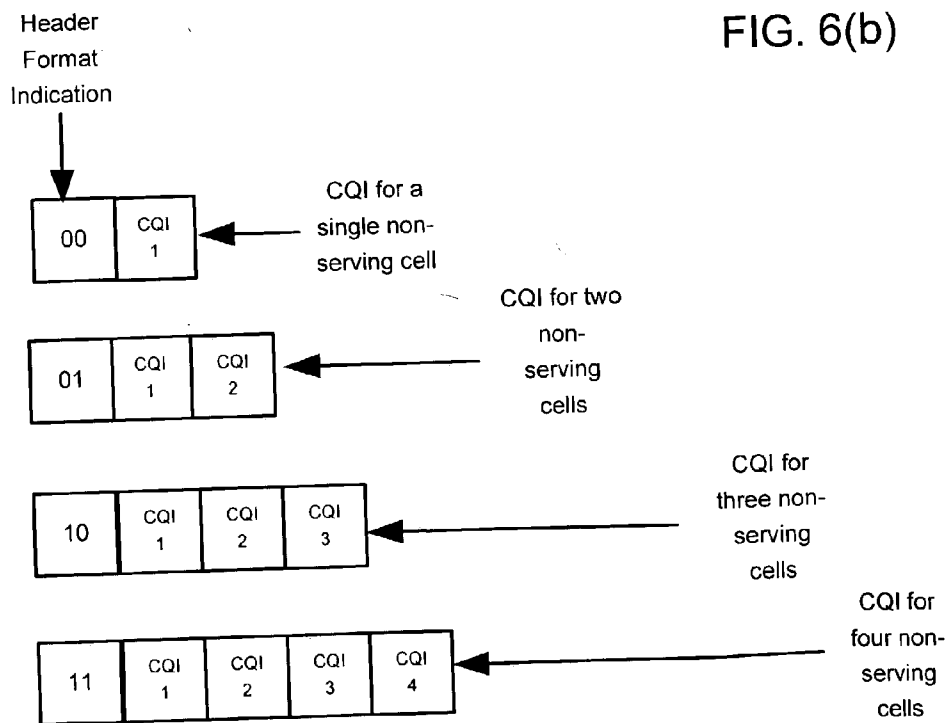 FIG. 6(b)
Header
Format
Indication
00
CQI
1
CQI for a
single non-
serving cell
01
CQI
1
CQI
2
CQI for two
non-
serving
cells
10
CQI
1
CQI
2
CQI
3
CQI for
three non-
serving
cells
11
CQI
1
CQI
2
CQI
3
CQI
4
CQI for
four non-
serving
cells